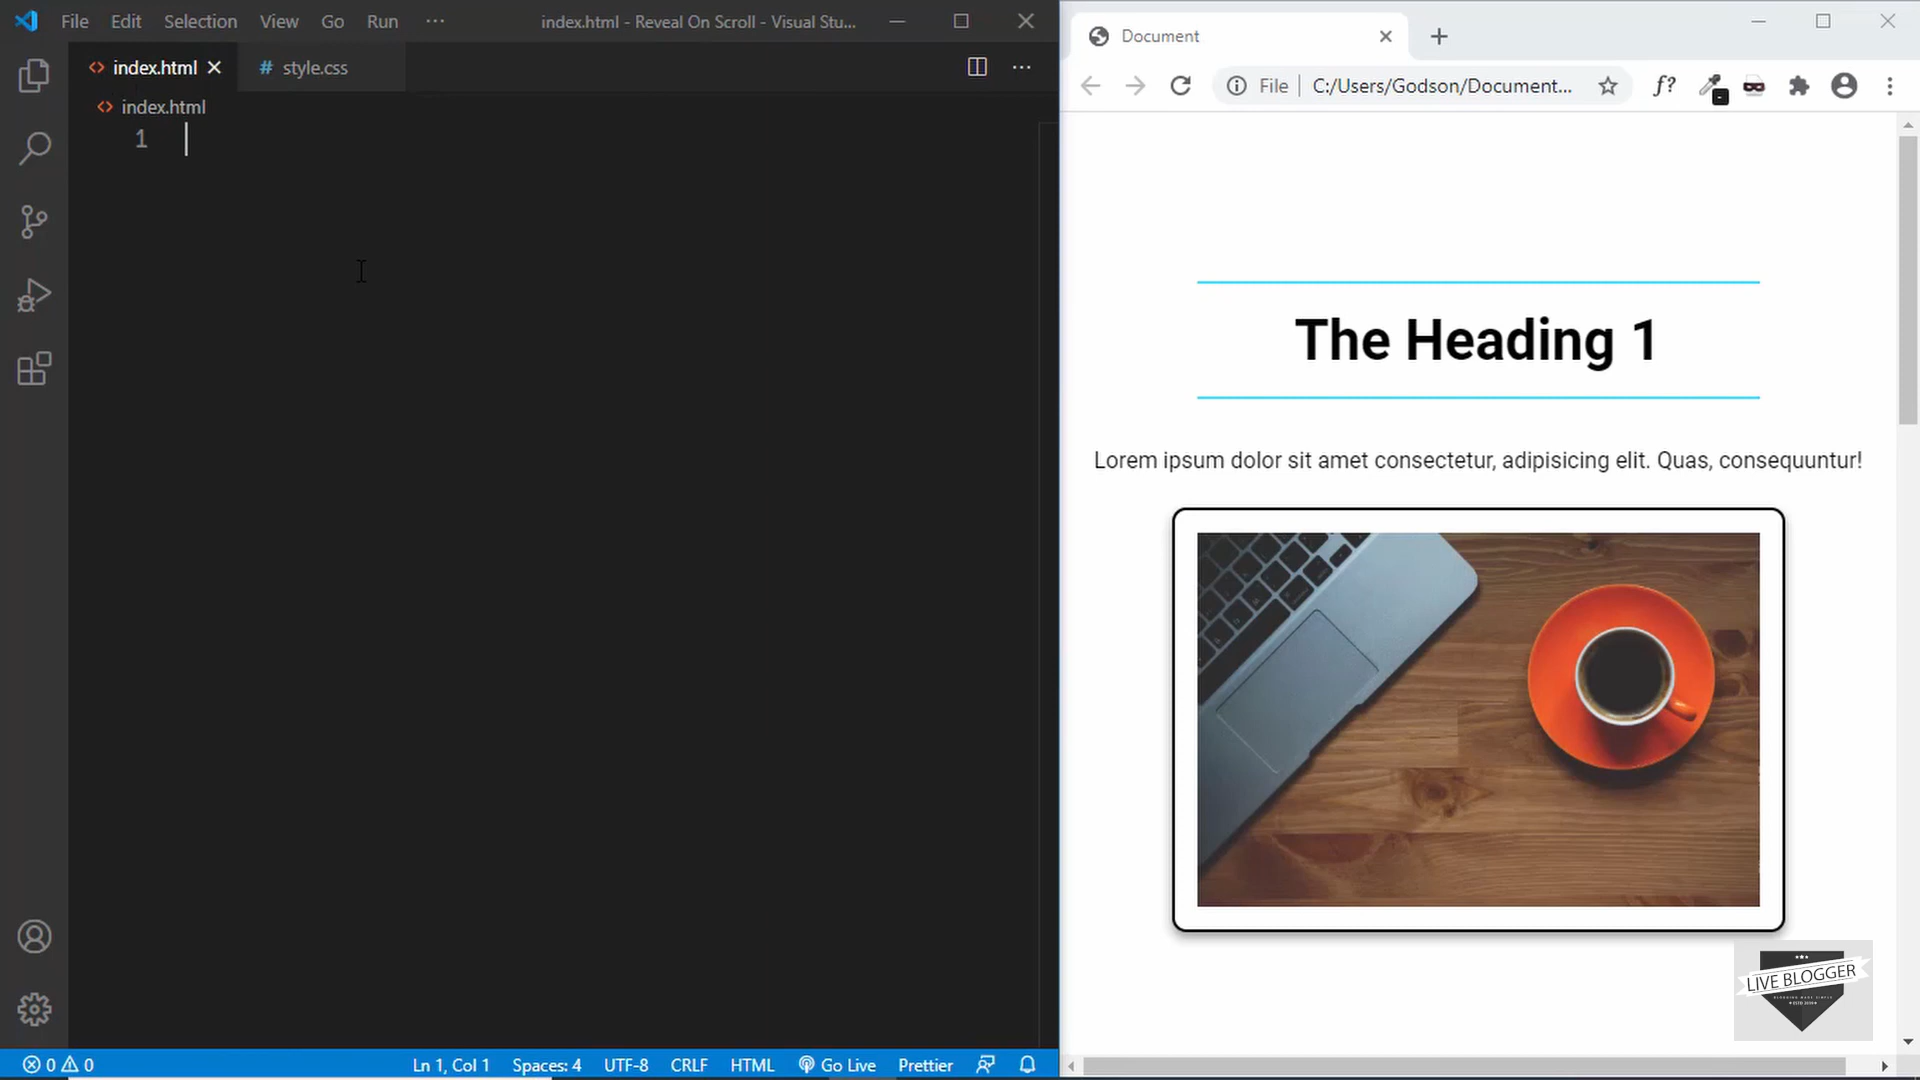 File Edit Selection View Go Run ··· index.html - Reveal On Scroll - Visual Stu...
index.html style.css
index.html
1
0 0 Ln 1, Col 1 Spaces: 4 UTF-8 CRLF HTML Go Live Prettier
Document
File C:/Users/Godson/Document... f?
The Heading 1
Lorem ipsum dolor sit amet consectetur, adipisicing elit. Quas, consequuntur!
LIVE BLOGGER